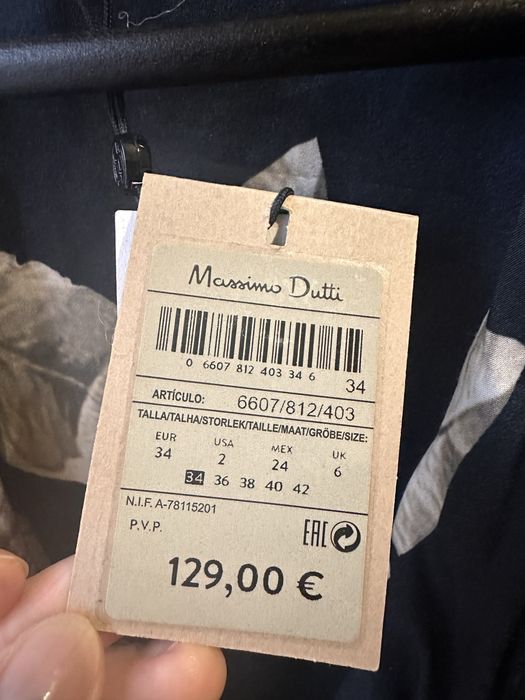 Massimo Dutti
0 6607 812 403 34 6
34
ARTÍCULO: 6607/812/403
TALLA/TALHA/STORLEK/TAILLE/MAAT/GRÖBE/SIZE:
EUR USA MEX UK
34 2 24 6
34 36 38 40 42
N.I.F. A-78115201
P.V.P. EAC
129,00 €